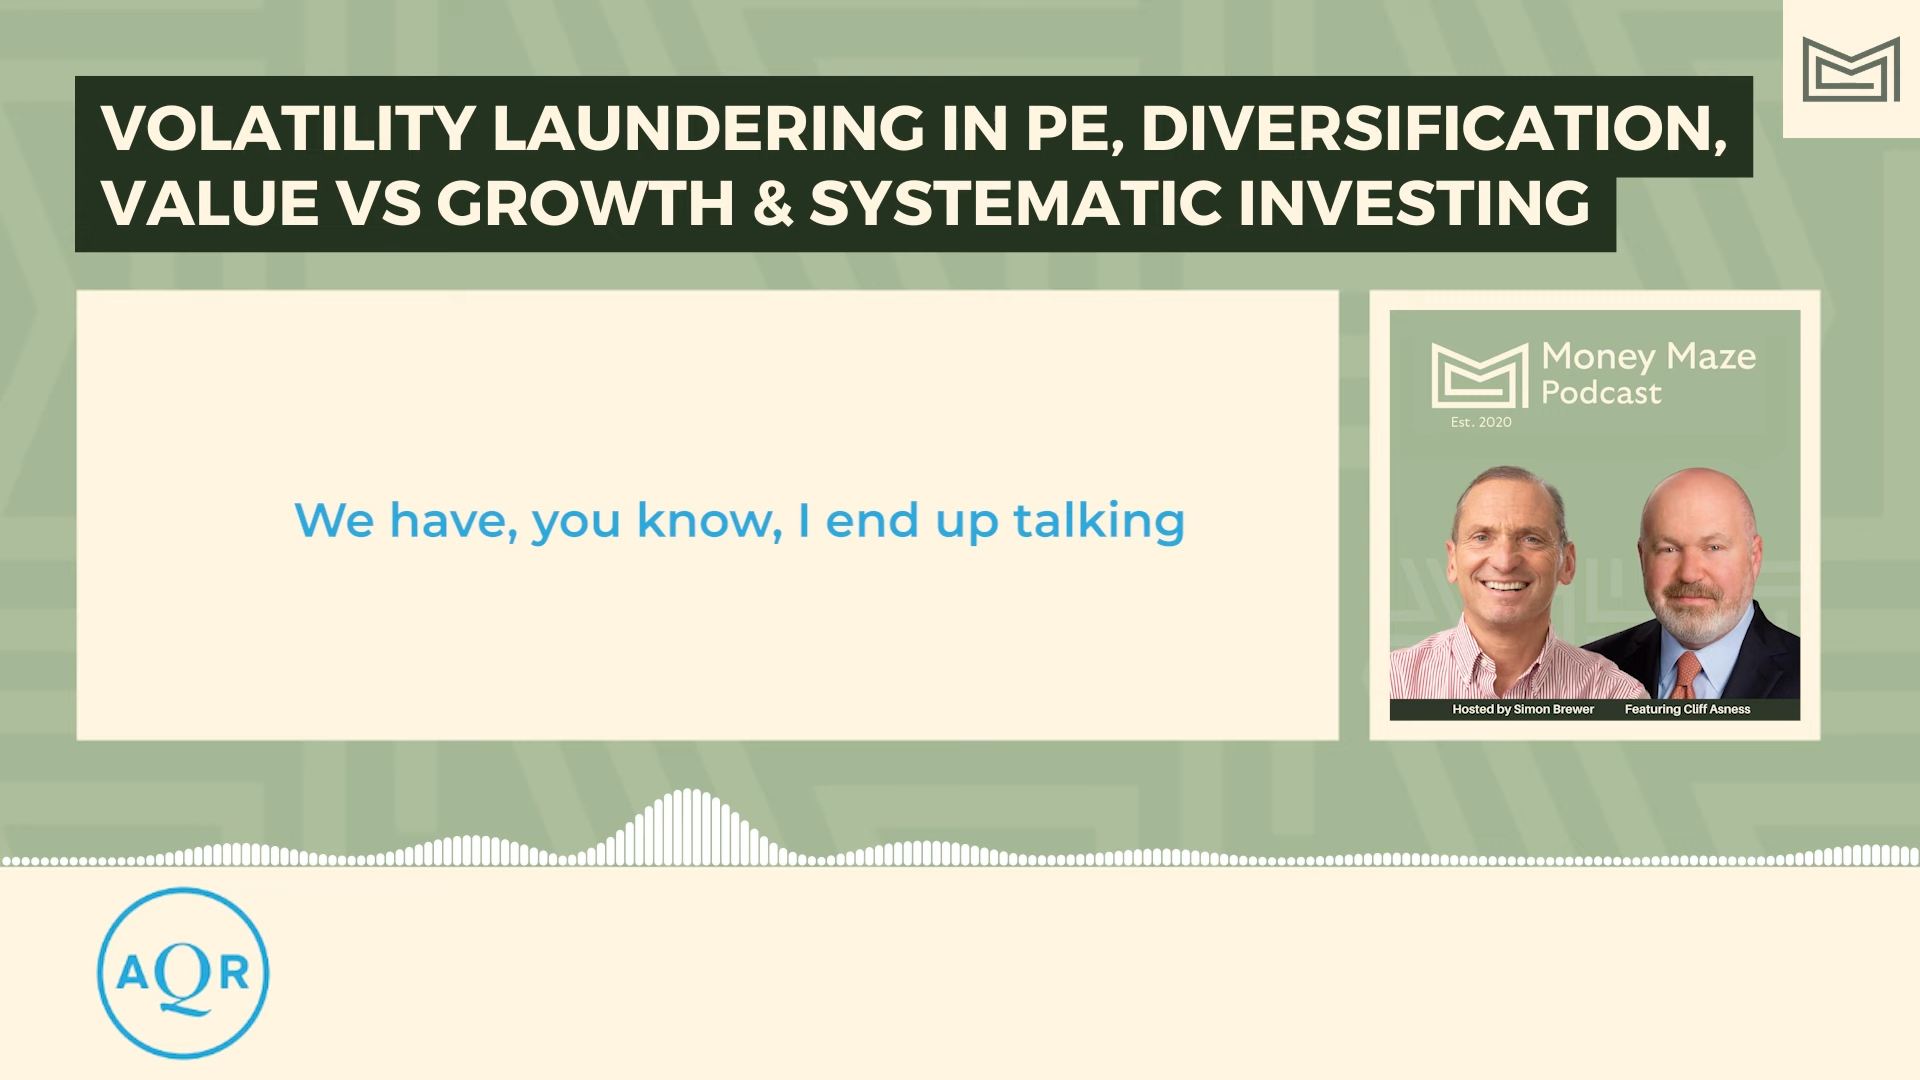 VOLATILITY LAUNDERING IN PE, DIVERSIFICATION,
VALUE VS GROWTH & SYSTEMATIC INVESTING
We have, you know, I end up talking
Money Maze
Podcast
Est. 2020
Hosted by Simon Brewer
Featuring Cliff Asness
AQR